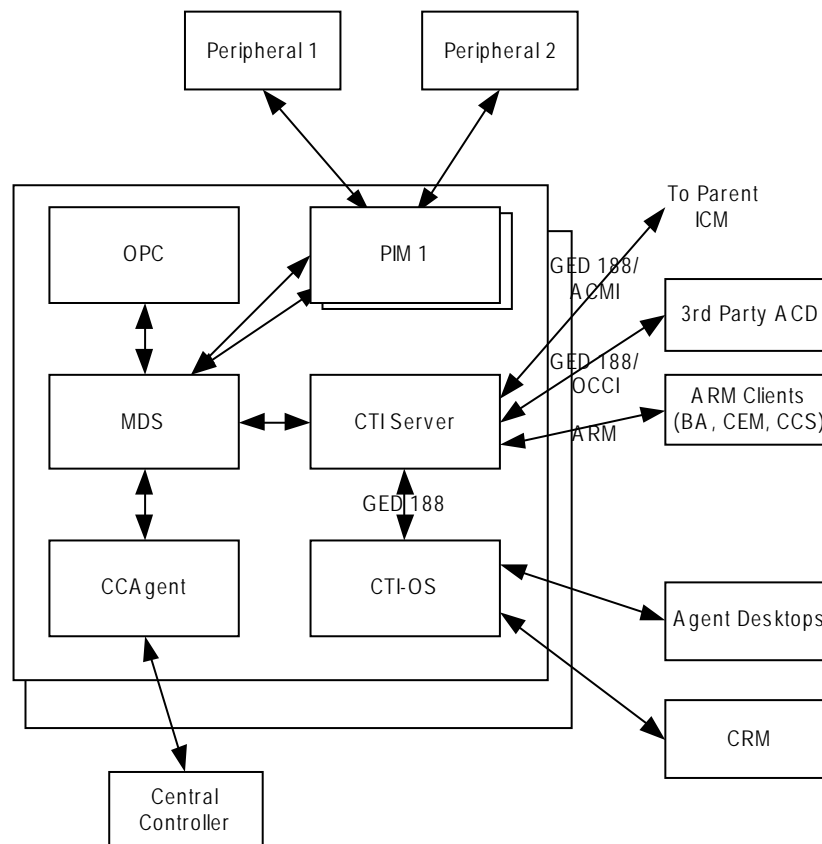 Peripheral 1
Peripheral 2
To Parent
ICM
OPC
PIM 1
GED 188/
ACMI
3rd Party ACD
GED 188/
OCCI
MDS
CTI Server
ARM
ARM Clients
(BA, CEM, CCS)
GED 188
CCAgent
CTI-OS
Agent Desktops
CRM
Central
Controller